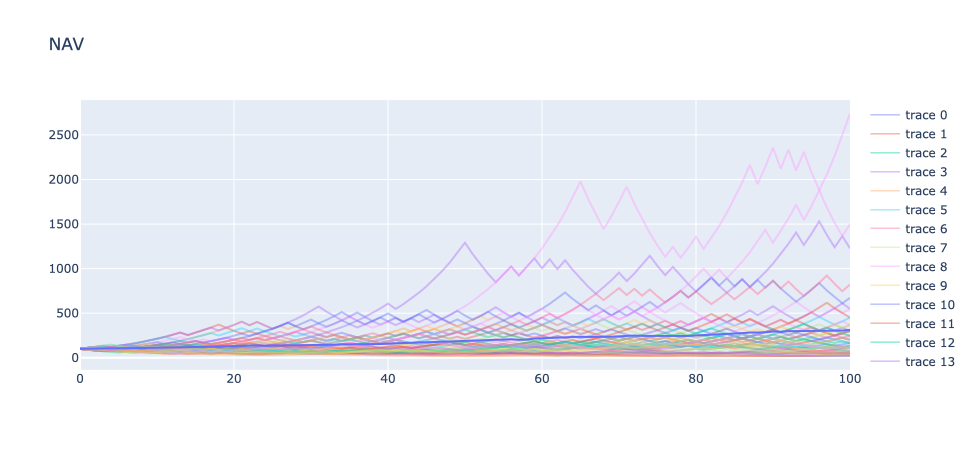 NAV
2500
2000
1500
1000
500
0
0 20 40 60 80 100
trace 0
trace 1
trace 2
trace 3
trace 4
trace 5
trace 6
trace 7
trace 8
trace 9
trace 10
trace 11
trace 12
trace 13